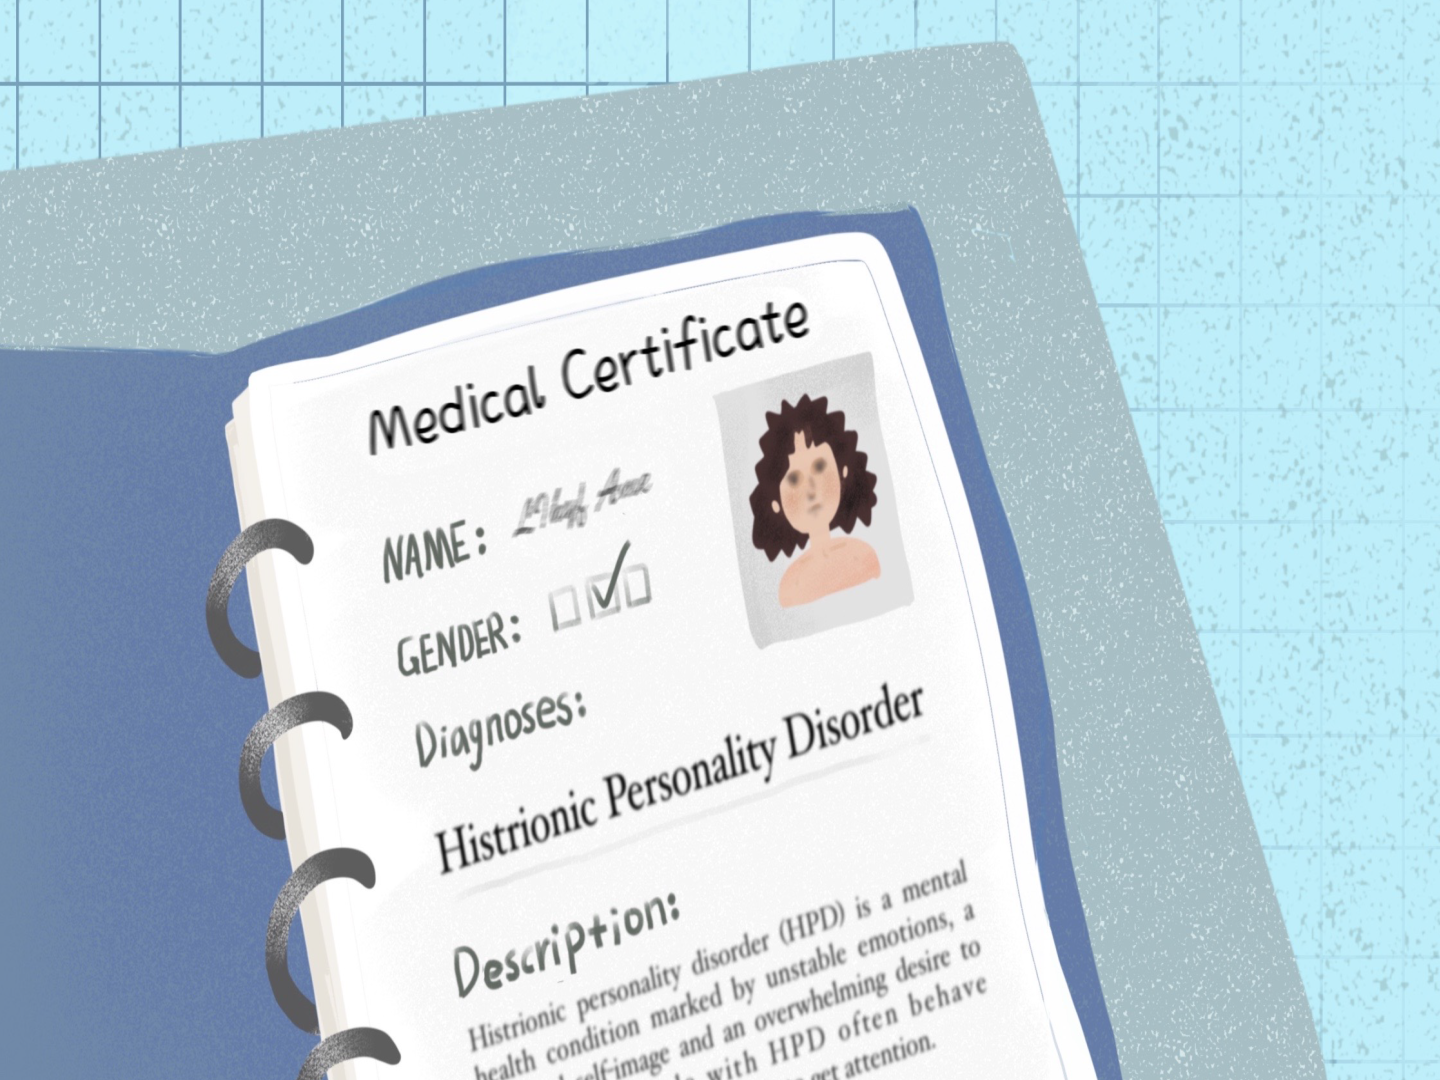 Medical Certificate
NAME:
GENDER:
Diagnoses:
Histrionic Personality Disorder
Description:
Histrionic personality disorder (HPD) is a mental
health condition marked by unstable emotions, a
self-image and an overwhelming desire to
with HPD often behave
get attention.